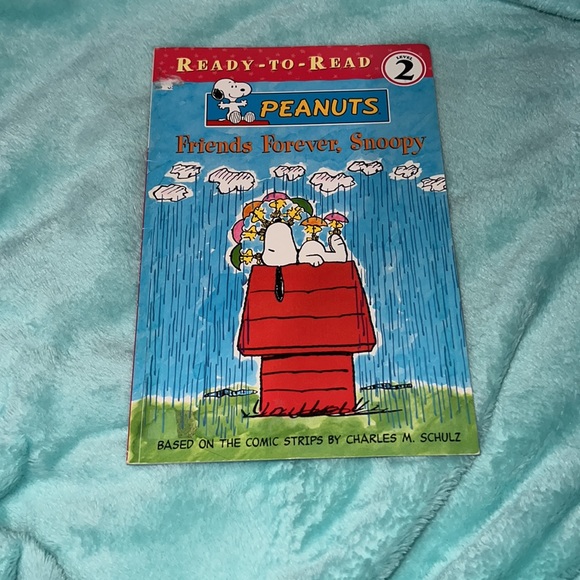 READY-TO-READ
LEVEL
2
PEANUTS
Friends Forever, Snoopy
BASED ON THE COMIC STRIPS BY CHARLES M. SCHULZ